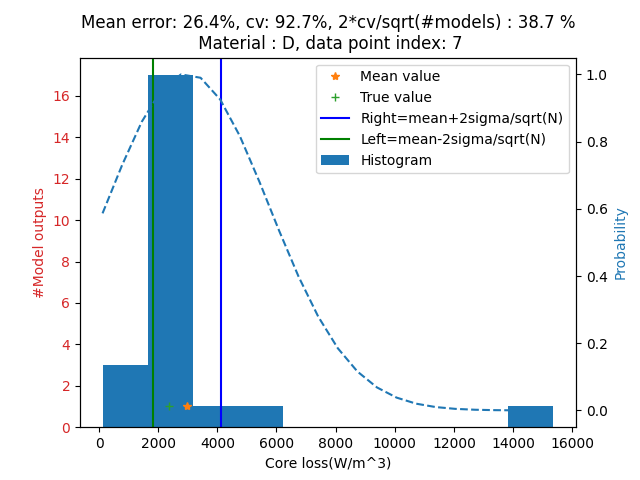 Mean error: 26.4%, cv: 92.7%, 2*cv/sqrt(#models) : 38.7 %
Material : D, data point index: 7
Mean value
True value
Right=mean+2sigma/sqrt(N)
Left=mean-2sigma/sqrt(N)
Histogram
16
14
12
10
8
6
4
2
0
#Model outputs
1.0
0.8
0.6
0.4
0.2
0.0
Probability
0 2000 4000 6000 8000 10000 12000 14000 16000
Core loss(W/m^3)